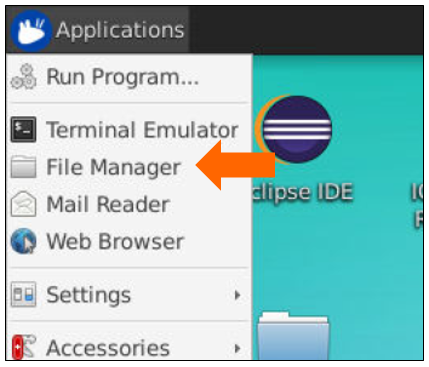 Applications
Run Program...
Terminal Emulator
File Manager
Mail Reader
clipse IDE
Web Browser
Settings
Accessories